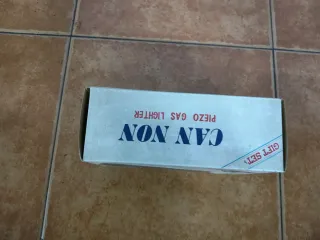 CAN NON
PIEZO GAS LIGHTER
GIFT SET